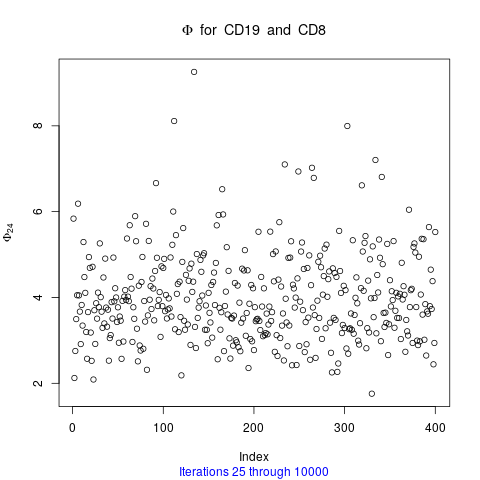 Φ for CD19 and CD8
Φ24
8
6
4
2
0 100 200 300 400
Index
Iterations 25 through 10000